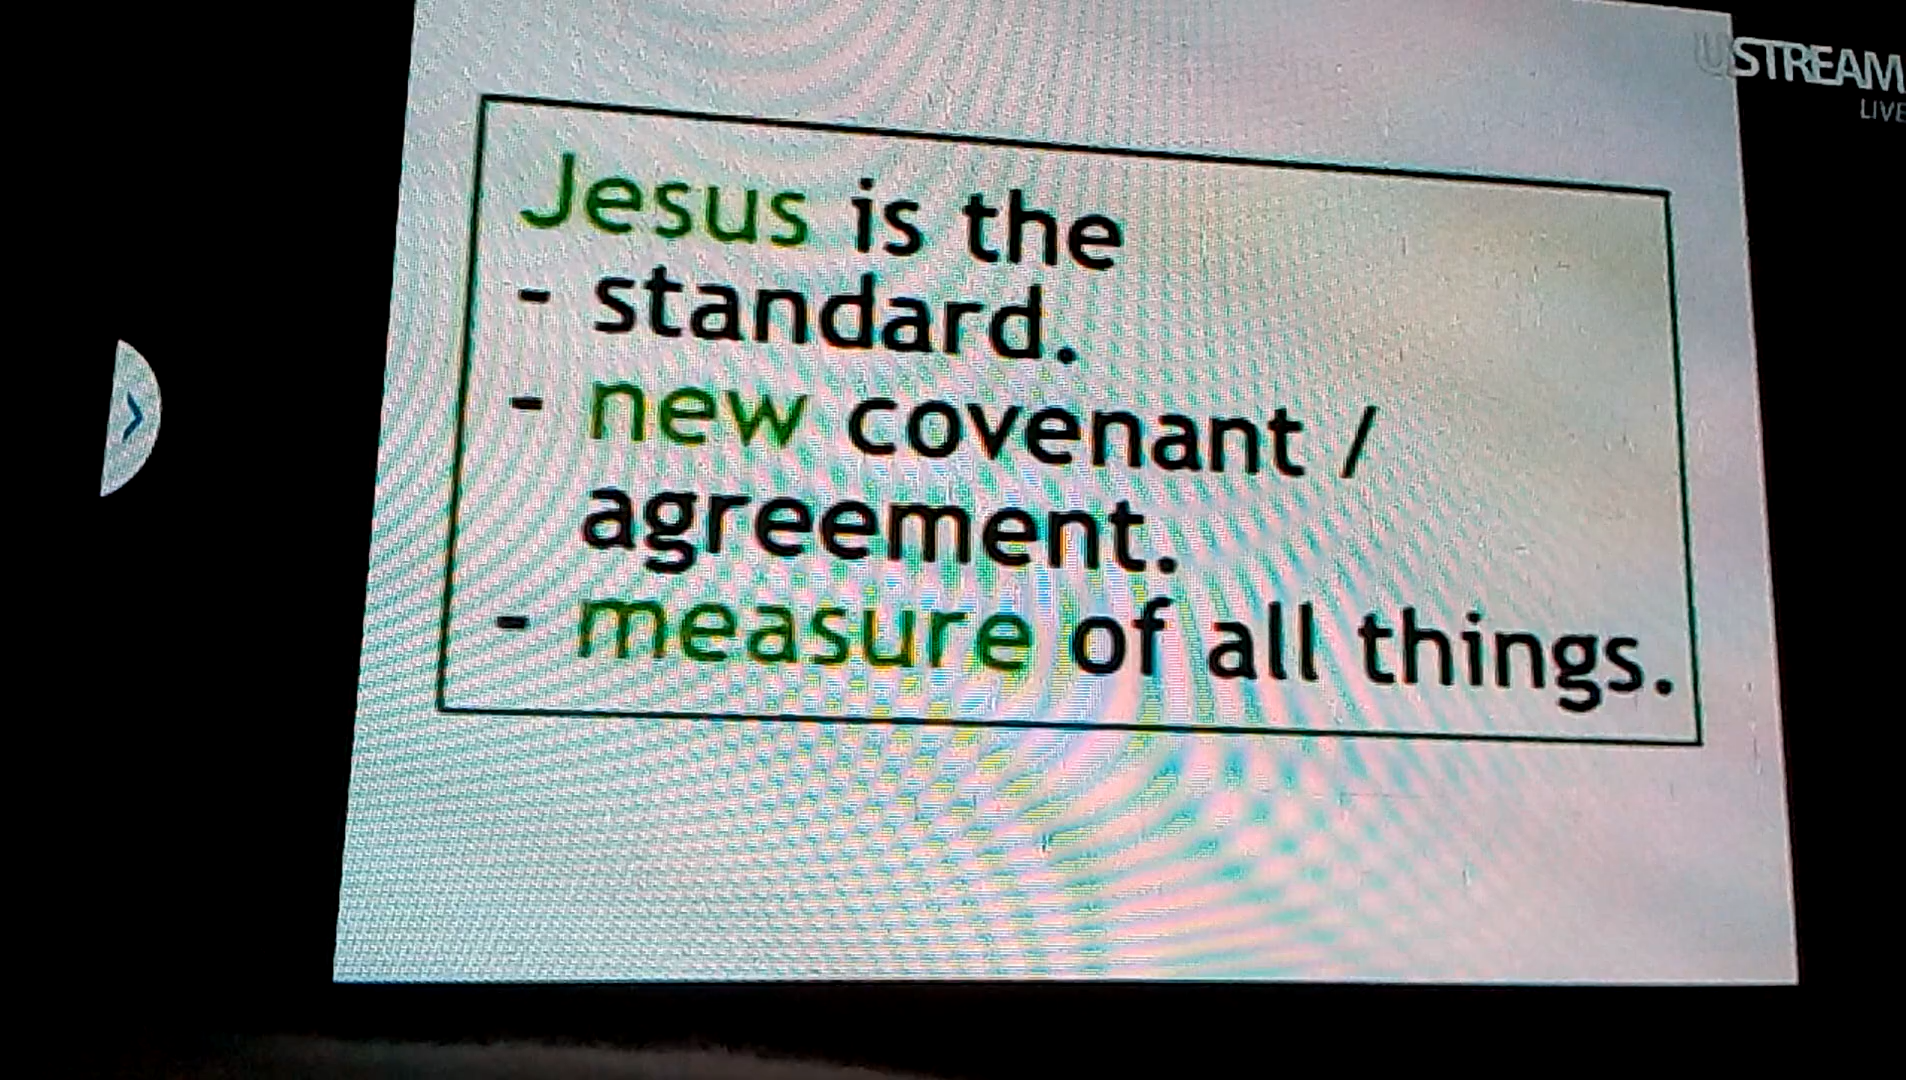 USTREAM
LIVE
Jesus is the
- standard.
- new covenant /
agreement.
- measure of all things.